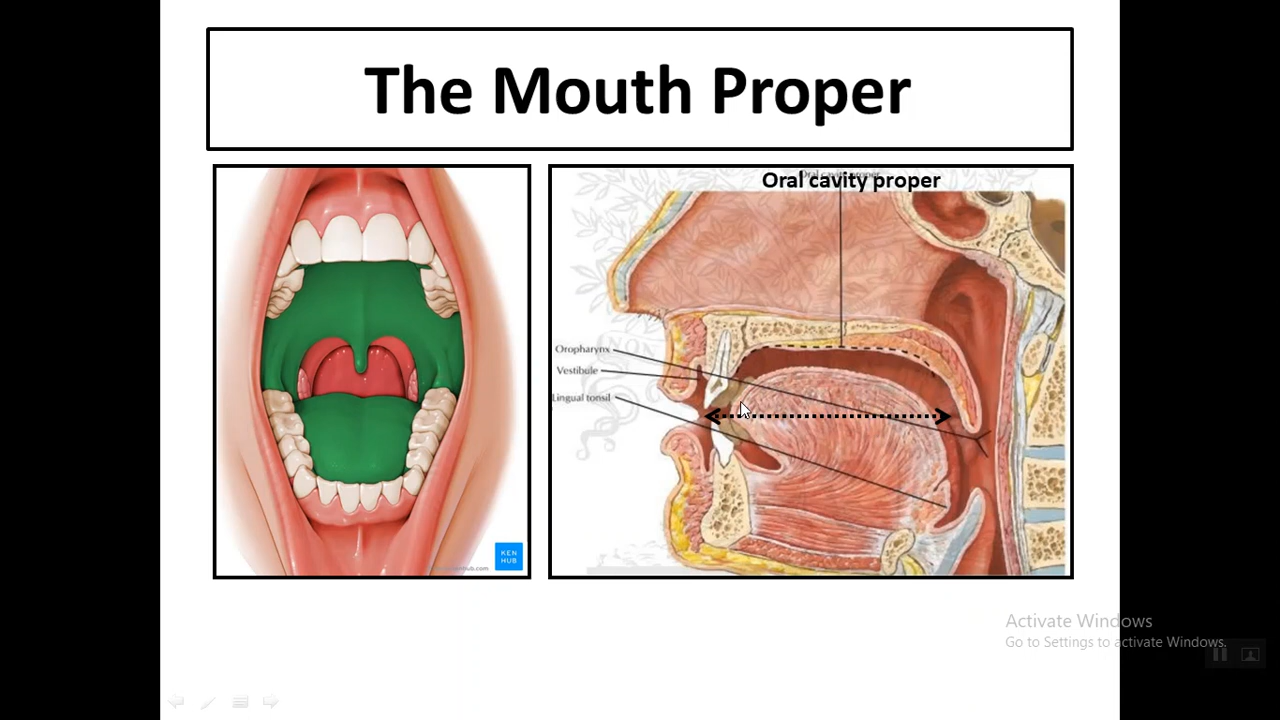 The Mouth Proper
Oral cavity proper
Oropharynx
Vestibule
Lingual tonsil
KEN
HUB
Activate Windows
Go to Settings to activate Windows.